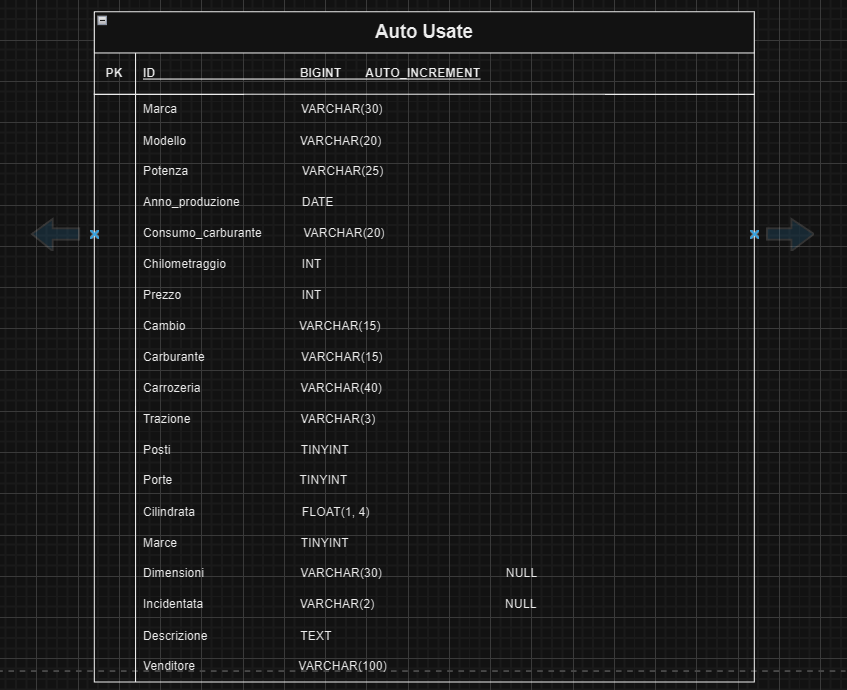 Auto Usate
PK ID BIGINT AUTO_INCREMENT
Marca VARCHAR(30)
Modello VARCHAR(20)
Potenza VARCHAR(25)
Anno_produzione DATE
Consumo_carburante VARCHAR(20)
Chilometraggio INT
Prezzo INT
Cambio VARCHAR(15)
Carburante VARCHAR(15)
Carrozeria VARCHAR(40)
Trazione VARCHAR(3)
Posti TINYINT
Porte TINYINT
Cilindrata FLOAT(1, 4)
Marce TINYINT
Dimensioni VARCHAR(30) NULL
Incidentata VARCHAR(2) NULL
Descrizione TEXT
Venditore VARCHAR(100)